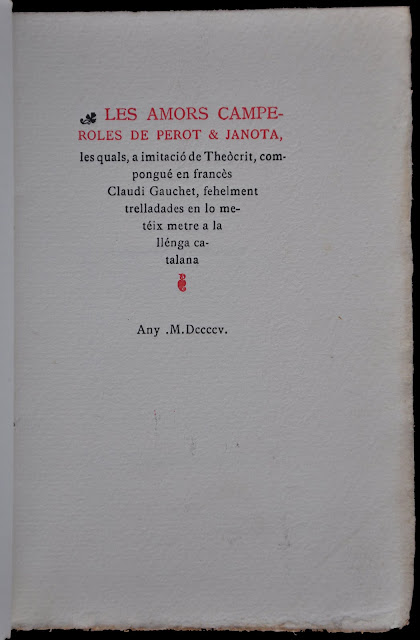 LES AMORS CAMPE-
ROLES DE PEROT & JANOTA,
les quals, a imitació de Theòcrit, com-
pongué en francès
Claudi Gauchet, fehelment
trelladades en lo me-
téix metre a la
llénga ca-
talana
Any .M.Dccccv.